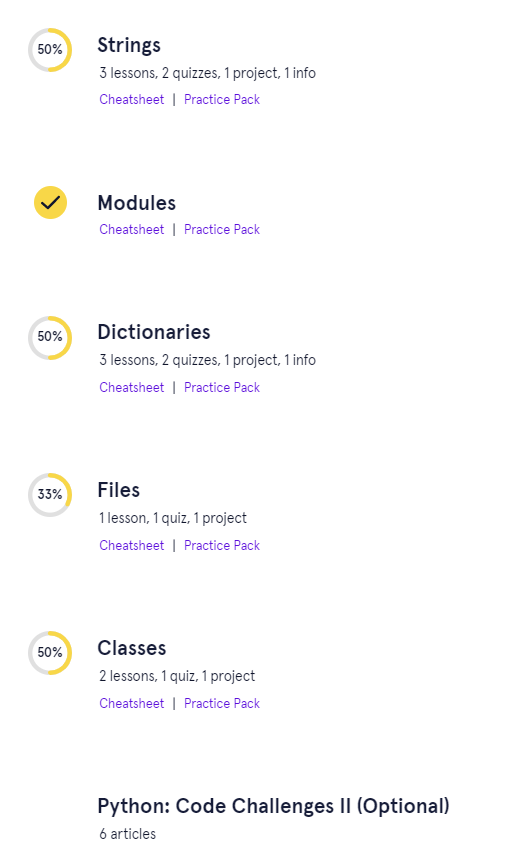 50%
Strings
3 lessons, 2 quizzes, 1 project, 1 info
Cheatsheet | Practice Pack
Modules
Cheatsheet | Practice Pack
50%
Dictionaries
3 lessons, 2 quizzes, 1 project, 1 info
Cheatsheet | Practice Pack
33%
Files
1 lesson, 1 quiz, 1 project
Cheatsheet | Practice Pack
50%
Classes
2 lessons, 1 quiz, 1 project
Cheatsheet | Practice Pack
Python: Code Challenges II (Optional)
6 articles